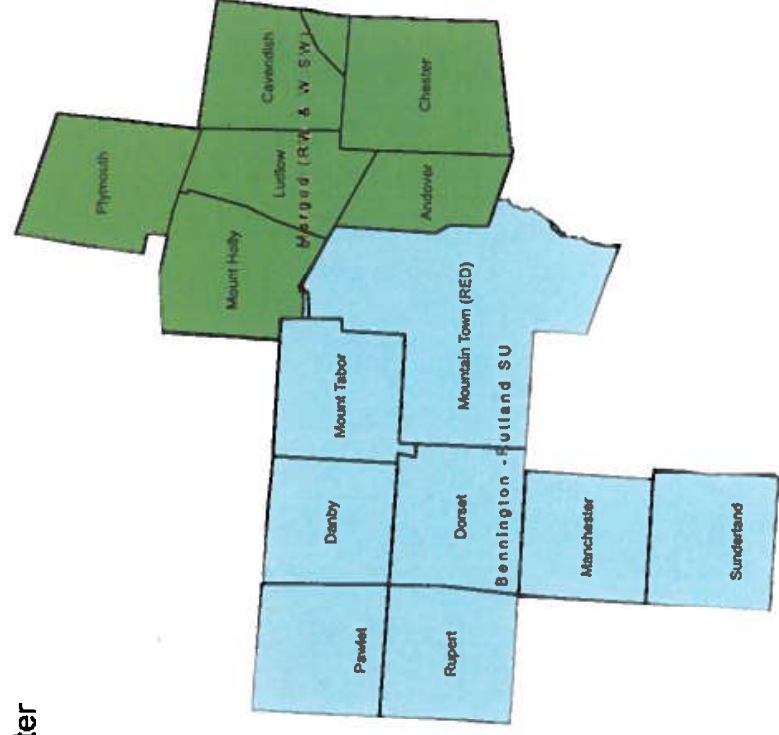 ter
Plymouth
Cavendish
Mount Holly
Ludlow
(RW & W SW)
Chester
Andover
Mount Tabor
Mountain Town (RED)
Danby
Dorset
Bennington - Rutland SU
Pawlet
Rupert
Manchester
Sunderland